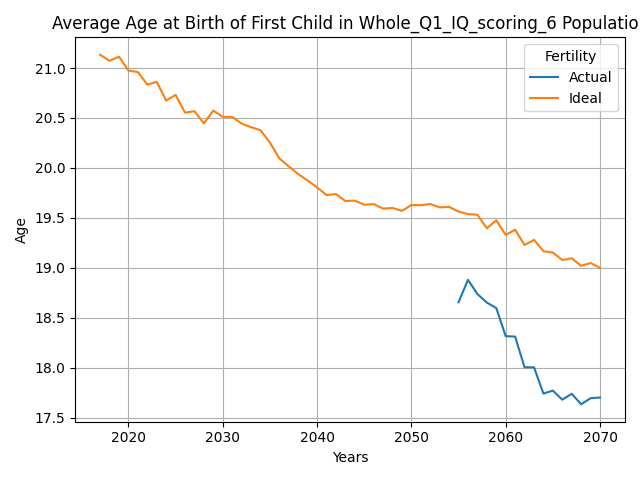 Average Age at Birth of First Child in Whole_Q1_IQ_scoring_6 Populatio
Fertility
Actual
Ideal
21.0
20.5
20.0
19.5
19.0
18.5
18.0
17.5
Age
2020 2030 2040 2050 2060 2070
Years